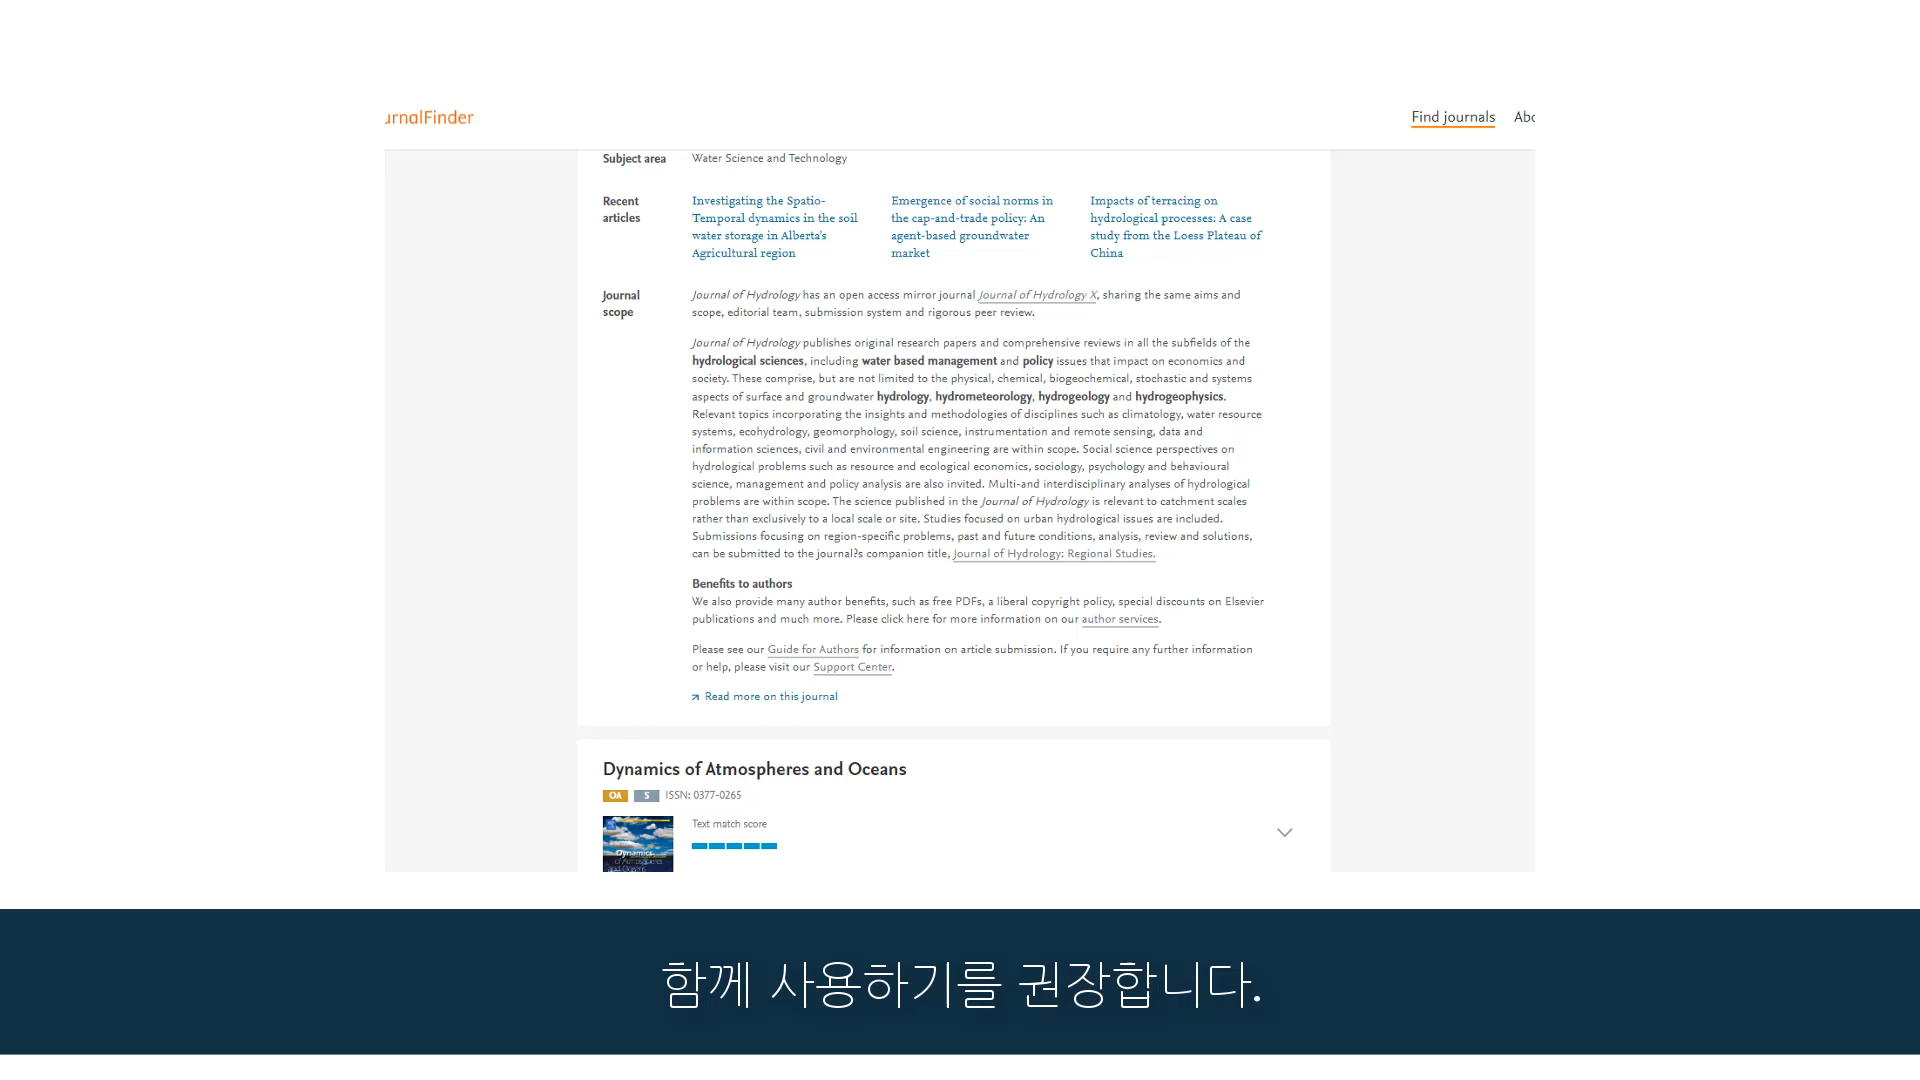 urnalFinder
Find journals
Subject area
Water Science and Technology
Recent
articles
Investigating the Spatio-
Temporal dynamics in the soil
water storage in Alberta's
Agricultural region
Emergence of social norms in
the cap-and-trade policy: An
agent-based groundwater
market
Impacts of terracing on
hydrological processes: A case
study from the Loess Plateau of
China
Journal
scope
Journal of Hydrology has an open access mirror journal Journal of Hydrology X, sharing the same aims and
scope, editorial team, submission system and rigorous peer review.
Journal of Hydrology publishes original research papers and comprehensive reviews in all the subfields of the
hydrological sciences, including water based management and policy issues that impact on economics and
society. These comprise, but are not limited to the physical, chemical, biogeochemical, stochastic and systems
aspects of surface and groundwater hydrology, hydrometeorology, hydrogeology and hydrogeophysics.
Relevant topics incorporating the insights and methodologies of disciplines such as climatology, water resource
systems, ecohydrology, geomorphology, soil science, instrumentation and remote sensing, data and
information sciences, civil and environmental engineering are within scope. Social science perspectives on
hydrological problems such as resource and ecological economics, sociology, psychology and behavioural
science, management and policy analysis are also invited. Multi-and interdisciplinary analyses of hydrological
problems are within scope. The science published in the Journal of Hydrology is relevant to catchment scales
rather than exclusively to a local scale or site. Studies focused on urban hydrological issues are included.
Submissions focusing on region-specific problems, past and future conditions, analysis, review and solutions,
can be submitted to the journal?s companion title, Journal of Hydrology: Regional Studies.
Benefits to authors
We also provide many author benefits, such as free PDFs, a liberal copyright policy, special discounts on Elsevier
publications and much more. Please click here for more information on our author services.
Please see our Guide for Authors for information on article submission. If you require any further information
or help, please visit our Support Center.
Read more on this journal
Dynamics of Atmospheres and Oceans
OA S ISSN: 0377-0265
Text match score
Dynamics
of Atmospheres
and Oceans
함께 사용하기를 권장합니다.